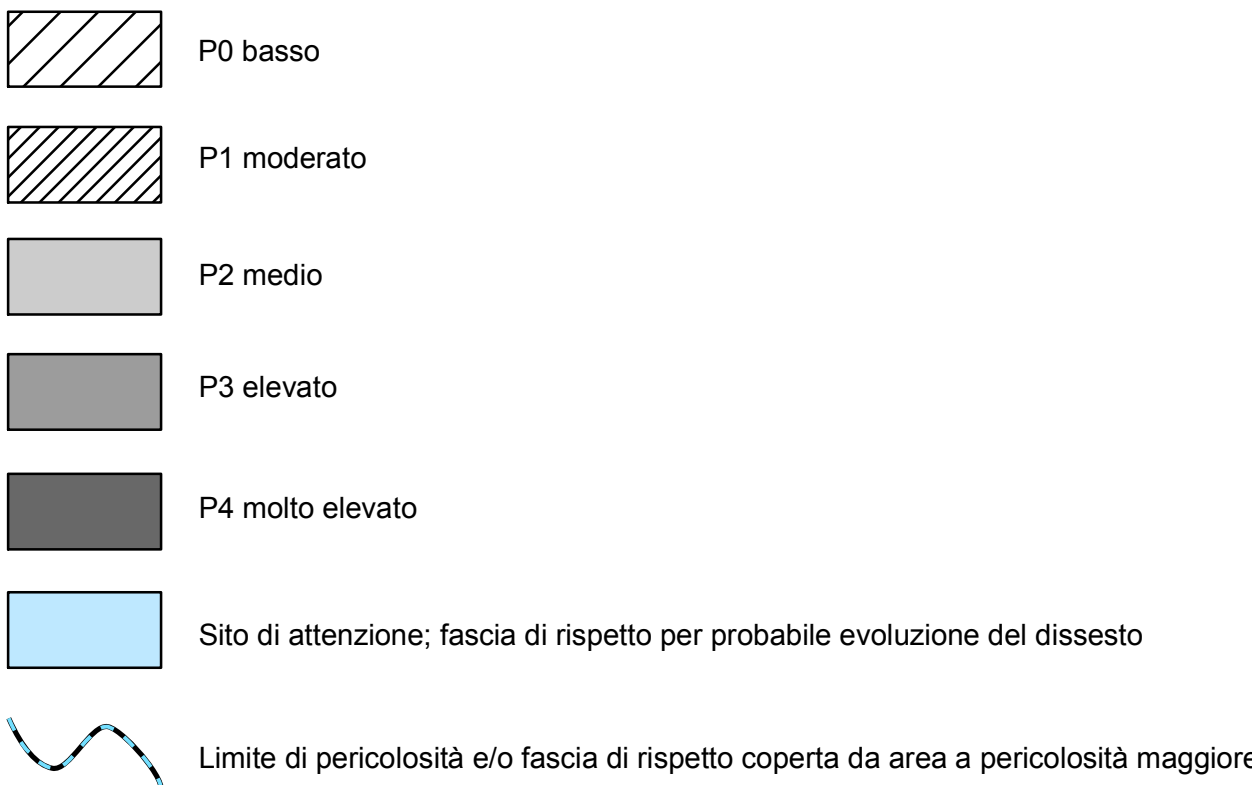 P0 basso
P1 moderato
P2 medio
P3 elevato
P4 molto elevato
Sito di attenzione; fascia di rispetto per probabile evoluzione del dissesto
Limite di pericolosità e/o fascia di rispetto coperta da area a pericolosità maggiore